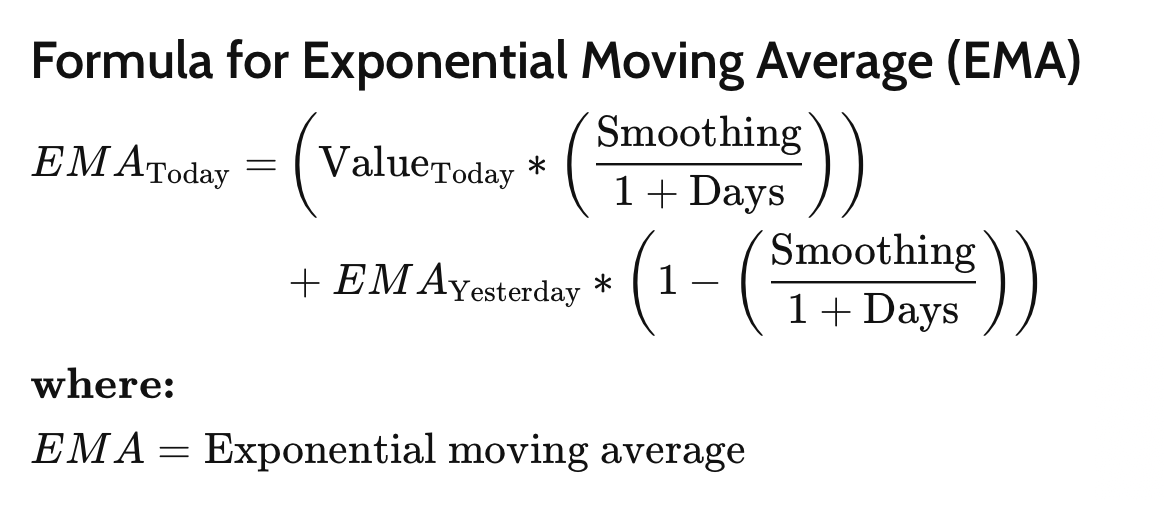 Formula for Exponential Moving Average (EMA)
EMA_Today = (Value_Today * (Smoothing / 1 + Days))
+ EMA_Yesterday * (1 − (Smoothing / 1 + Days))
where:
EMA = Exponential moving average